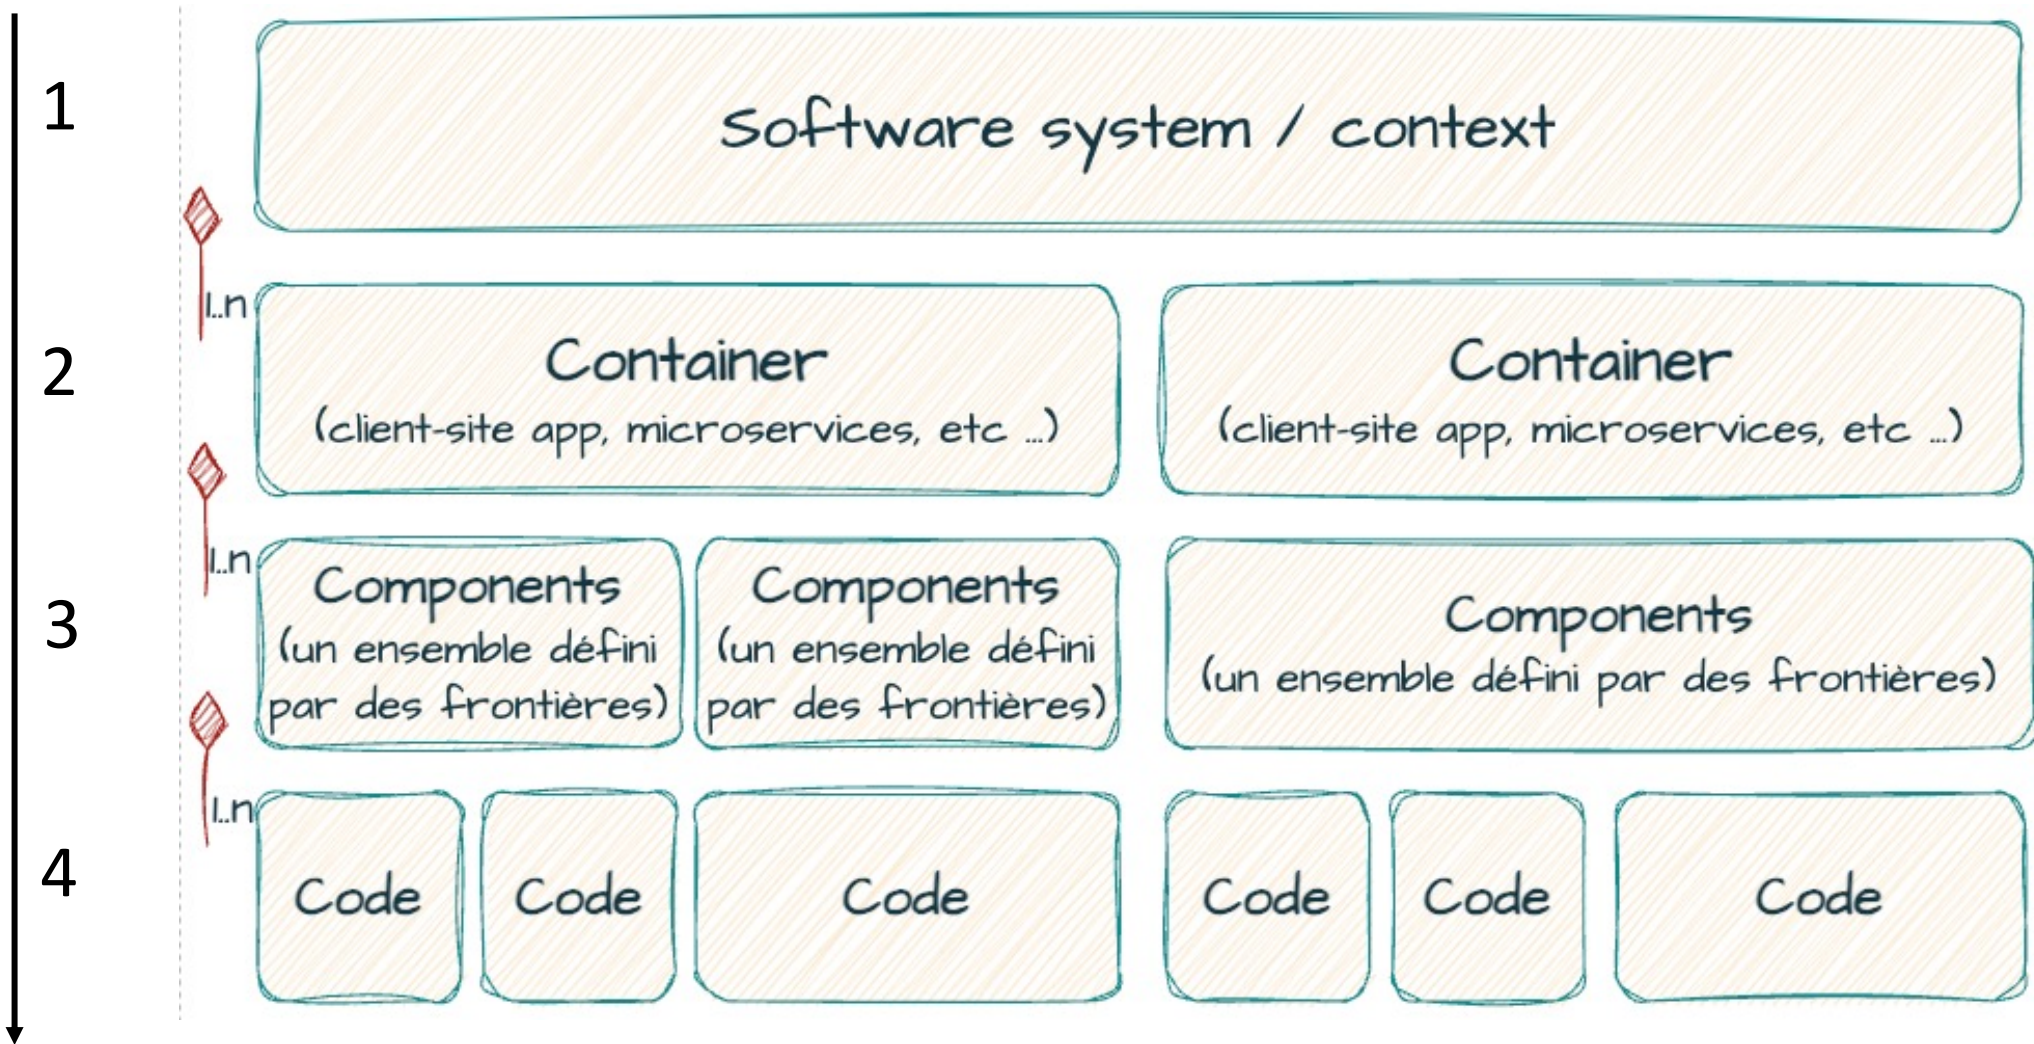 1
Software system / context
1..n
2
Container
(client-site app, microservices, etc ...)
Container
(client-site app, microservices, etc ...)
1..n
3
Components
(un ensemble défini
par des frontières)
Components
(un ensemble défini
par des frontières)
Components
(un ensemble défini par des frontières)
1..n
4
Code
Code
Code
Code
Code
Code